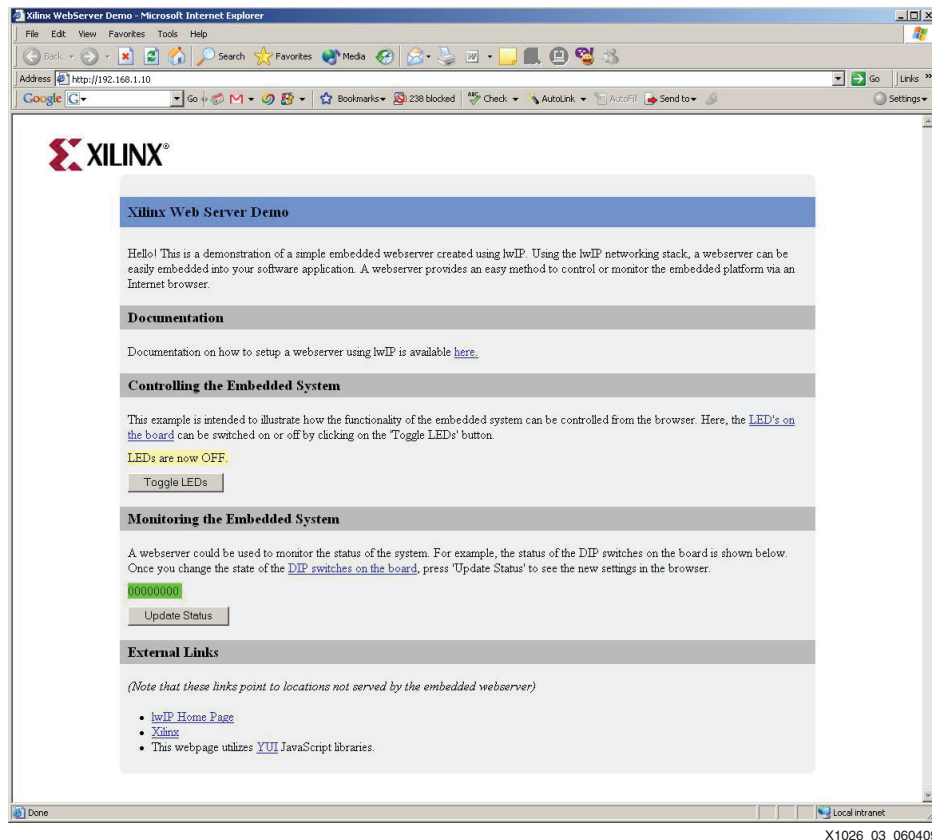 Xilinx WebServer Demo - Microsoft Internet Explorer
File Edit View Favorites Tools Help
Back Search Favorites Media
Address http://192.168.1.10 Go Links »
Google G Go Bookmarks 238 blocked ABC Check AutoLink AutoFill Send to Settings
XILINX®
Xilinx Web Server Demo
Hello! This is a demonstration of a simple embedded webserver created using lwIP. Using the lwIP networking stack, a webserver can be
easily embedded into your software application. A webserver provides an easy method to control or monitor the embedded platform via an
Internet browser.
Documentation
Documentation on how to setup a webserver using lwIP is available here.
Controlling the Embedded System
This example is intended to illustrate how the functionality of the embedded system can be controlled from the browser. Here, the LED's on
the board can be switched on or off by clicking on the 'Toggle LEDs' button.
LEDs are now OFF.
Toggle LEDs
Monitoring the Embedded System
A webserver could be used to monitor the status of the system. For example, the status of the DIP switches on the board is shown below.
Once you change the state of the DIP switches on the board, press 'Update Status' to see the new settings in the browser.
00000000
Update Status
External Links
(Note that these links point to locations not served by the embedded webserver)
• lwIP Home Page
• Xilinx
• This webpage utilizes YUI JavaScript libraries.
Done Local intranet